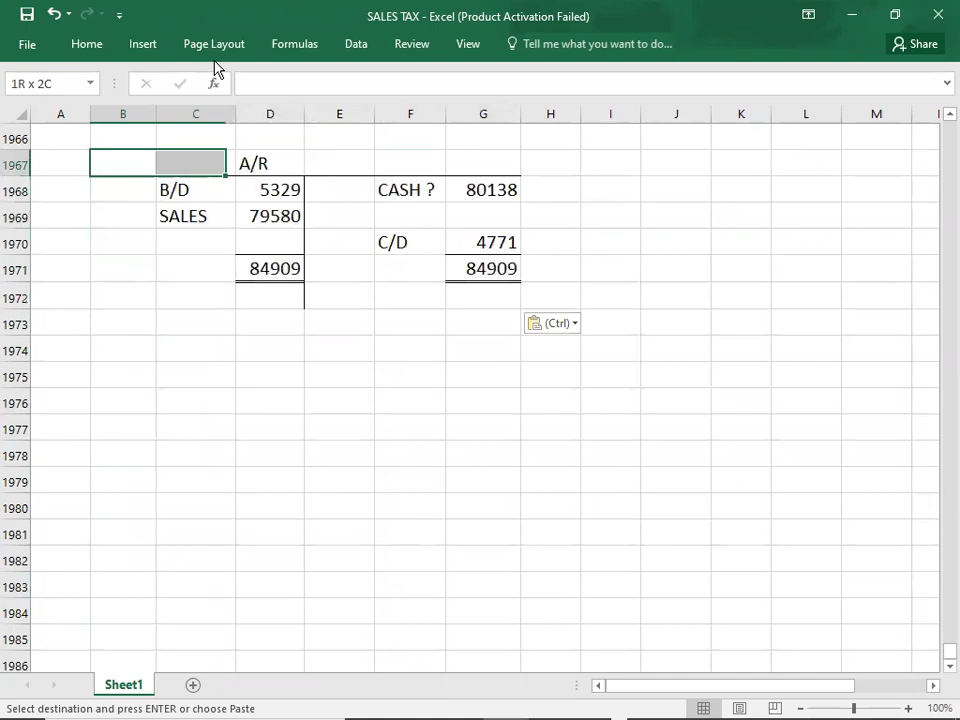 SALES TAX - Excel (Product Activation Failed)
File Home Insert Page Layout Formulas Data Review View Tell me what you want to do... Share
1R x 2C fx
A B C D E F G H I J K L M
1966
1967 A/R
1968 B/D 5329 CASH ? 80138
1969 SALES 79580
1970 C/D 4771
1971 84909 84909
1972
1973 (Ctrl)
1974
1975
1976
1977
1978
1979
1980
1981
1982
1983
1984
1985
1986
Sheet1
Select destination and press ENTER or choose Paste 100%